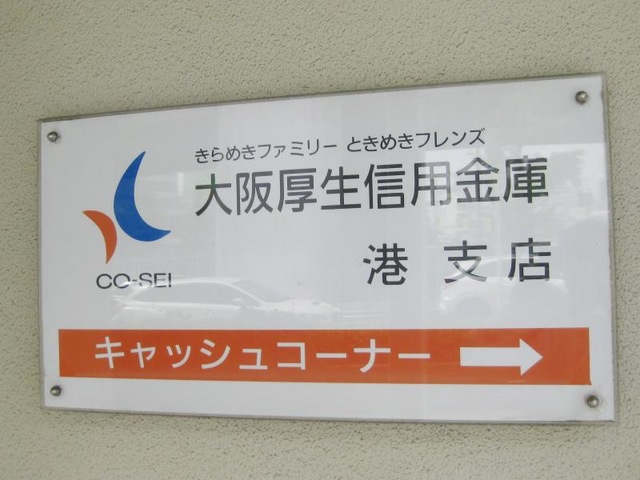 きらめきファミリー ときめきフレンズ
大阪厚生信用金庫
CO-SEI
港支店
キャッシュコーナー →